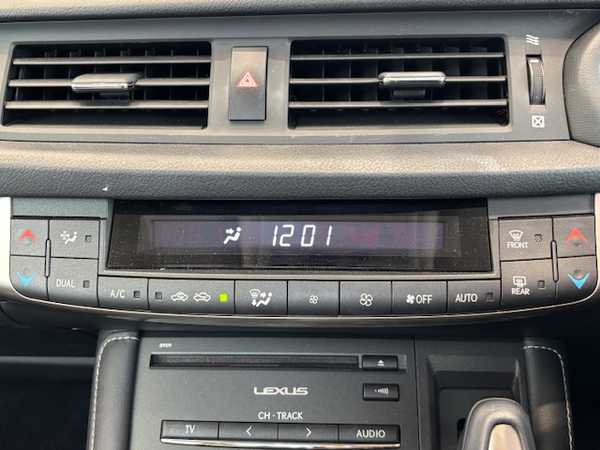 1201
FRONT
DUAL
A/C
OFF
AUTO
REAR
LEXUS
CH · TRACK
TV < > AUDIO